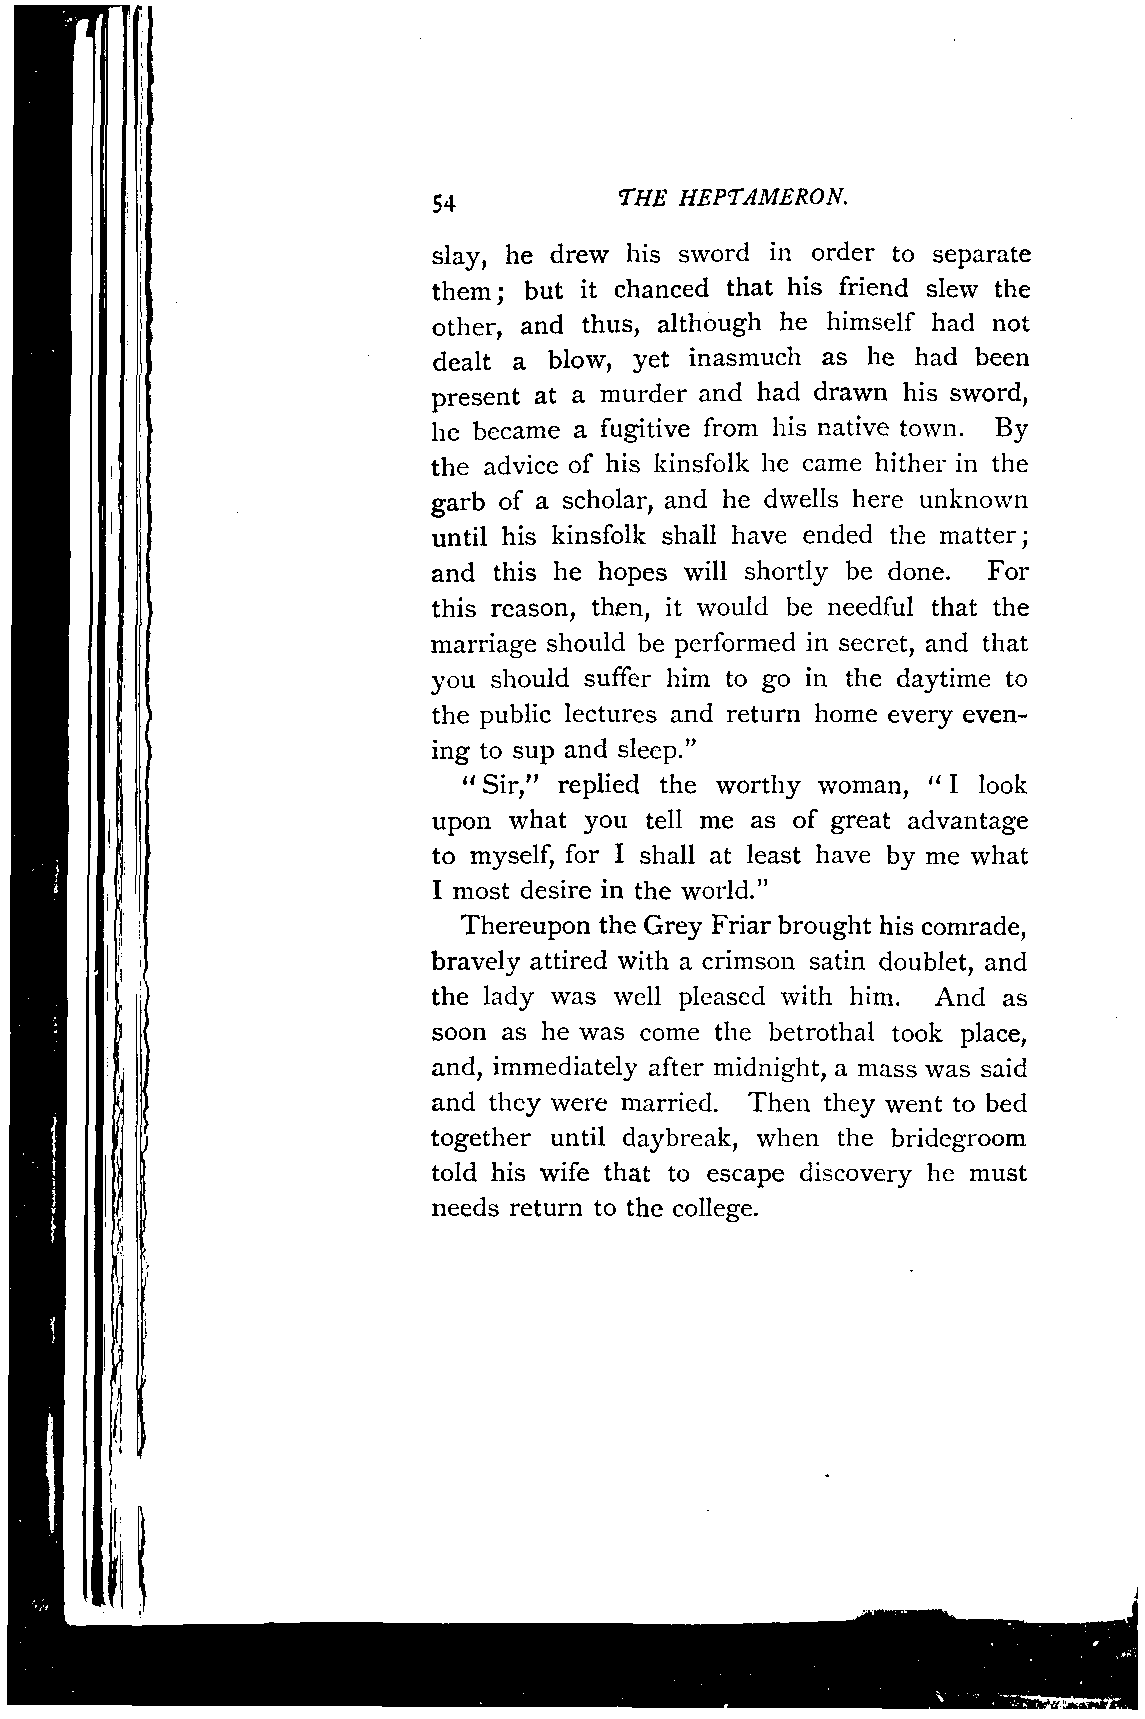 54 THE HEPTAMERON.
slay, he drew his sword in order to separate
them; but it chanced that his friend slew the
other, and thus, although he himself had not
dealt a blow, yet inasmuch as he had been
present at a murder and had drawn his sword,
he became a fugitive from his native town. By
the advice of his kinsfolk he came hither in the
garb of a scholar, and he dwells here unknown
until his kinsfolk shall have ended the matter;
and this he hopes will shortly be done. For
this reason, then, it would be needful that the
marriage should be performed in secret, and that
you should suffer him to go in the daytime to
the public lectures and return home every even-
ing to sup and sleep.”
“Sir,” replied the worthy woman, “I look
upon what you tell me as of great advantage
to myself, for I shall at least have by me what
I most desire in the world.”
Thereupon the Grey Friar brought his comrade,
bravely attired with a crimson satin doublet, and
the lady was well pleased with him. And as
soon as he was come the betrothal took place,
and, immediately after midnight, a mass was said
and they were married. Then they went to bed
together until daybreak, when the bridegroom
told his wife that to escape discovery he must
needs return to the college.